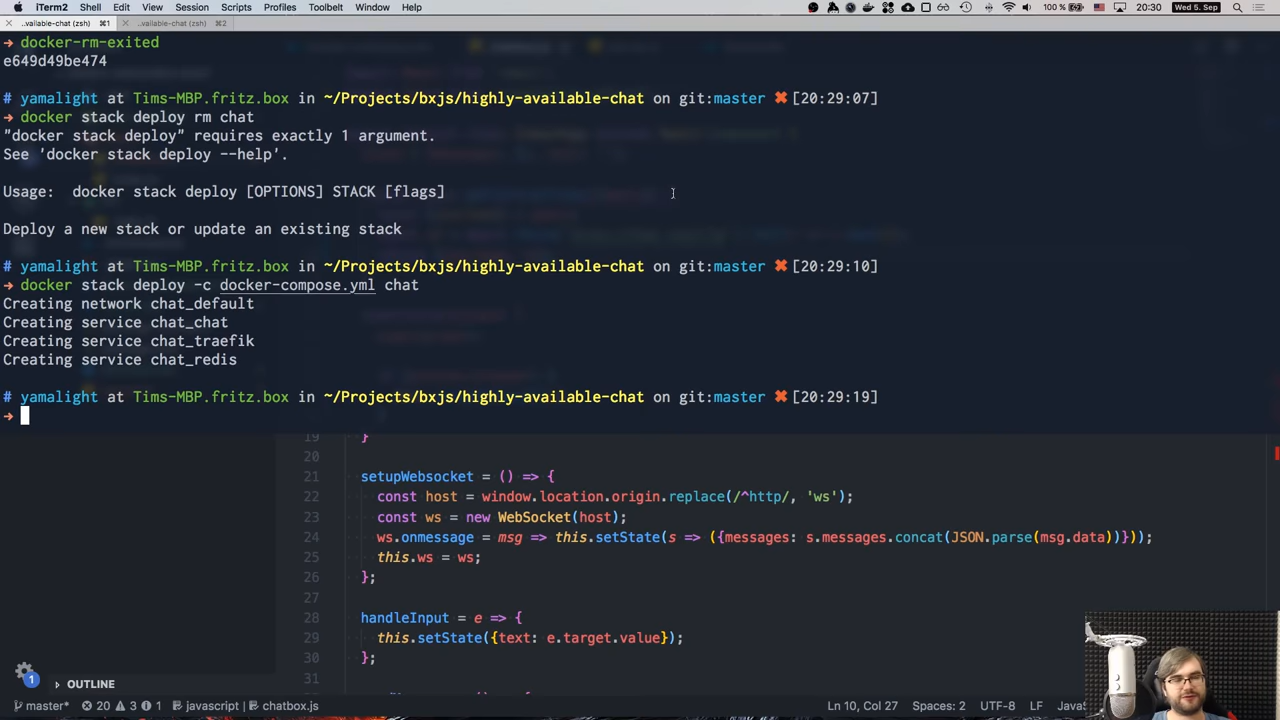 iTerm2 Shell Edit View Session Scripts Profiles Toolbelt Window Help 100 % 20:30 Wed 5. Sep
..vailable-chat (zsh) ⌘1 ..vailable-chat (zsh) ⌘2
➜ docker-rm-exited
e649d49be474
# yamalight at Tims-MBP.fritz.box in ~/Projects/bxjs/highly-available-chat on git:master ✖ [20:29:07]
➜ docker stack deploy rm chat
"docker stack deploy" requires exactly 1 argument.
See 'docker stack deploy --help'.
Usage:  docker stack deploy [OPTIONS] STACK [flags]
Deploy a new stack or update an existing stack
# yamalight at Tims-MBP.fritz.box in ~/Projects/bxjs/highly-available-chat on git:master ✖ [20:29:10]
➜ docker stack deploy -c docker-compose.yml chat
Creating network chat_default
Creating service chat_chat
Creating service chat_traefik
Creating service chat_redis
# yamalight at Tims-MBP.fritz.box in ~/Projects/bxjs/highly-available-chat on git:master ✖ [20:29:19]
➜
19 }
20
21 setupWebsocket = () => {
22 const host = window.location.origin.replace(/^http/, 'ws');
23 const ws = new WebSocket(host);
24 ws.onmessage = msg => this.setState(s => ({messages: s.messages.concat(JSON.parse(msg.data))}));
25 this.ws = ws;
26 };
27
28 handleInput = e => {
29 this.setState({text: e.target.value});
30 };
31
1 OUTLINE
master* 20 3 1 javascript chatbox.js Ln 10, Col 27 Spaces: 2 UTF-8 LF